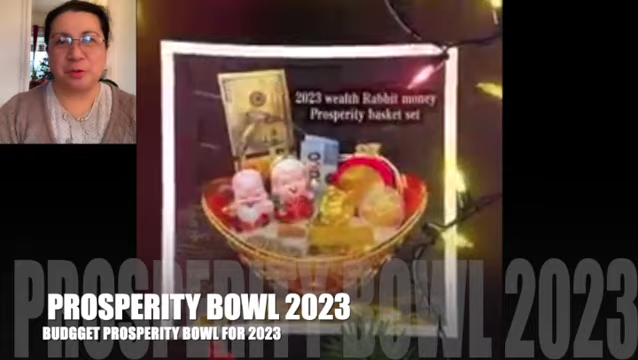 2023 wealth Rabbit money
Prosperity basket set
PROSPERITY BOWL 2023
PROSPERITY BOWL 2023
BUDGGET PROSPERITY BOWL FOR 2023